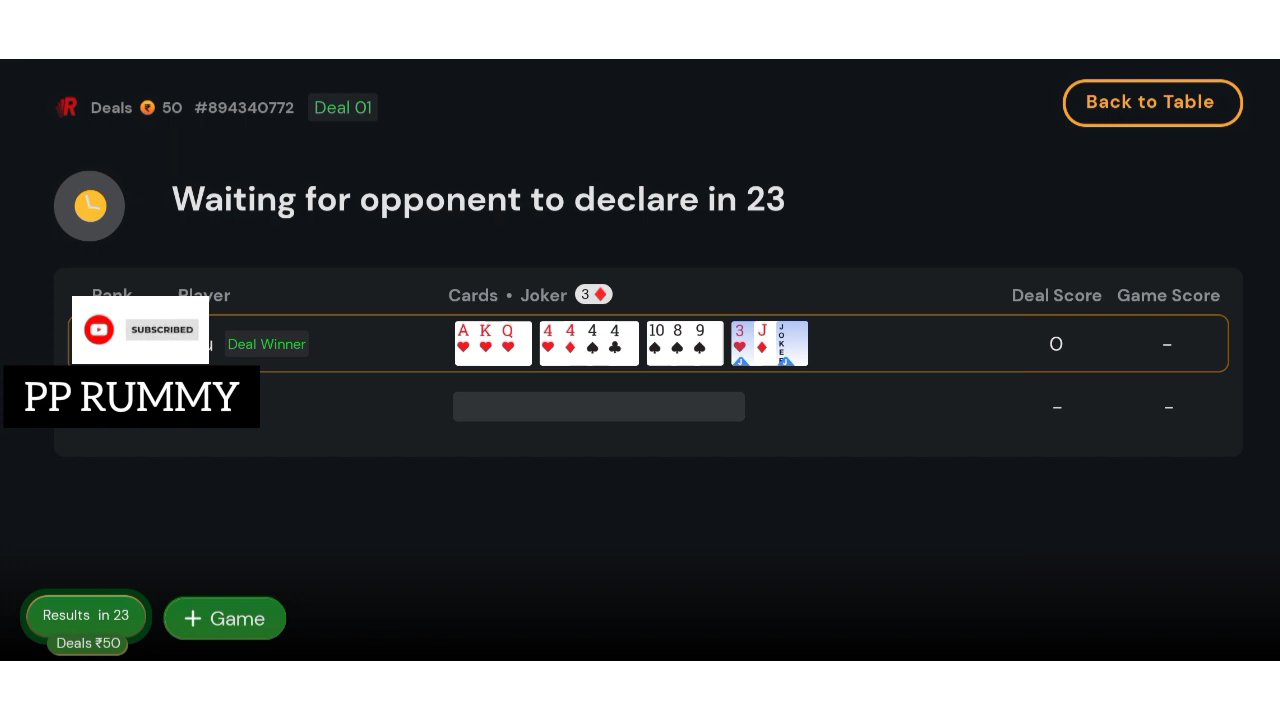 R Deals ₹ 50 #894340772 Deal 01
Back to Table
Waiting for opponent to declare in 23
Rank Player Cards • Joker 3♦ Deal Score Game Score
SUBSCRIBED
Deal Winner
A K Q 4 4 4 4 10 8 9 3 J JOKER
0 -
PP RUMMY
- -
Results in 23
Deals ₹50
+ Game